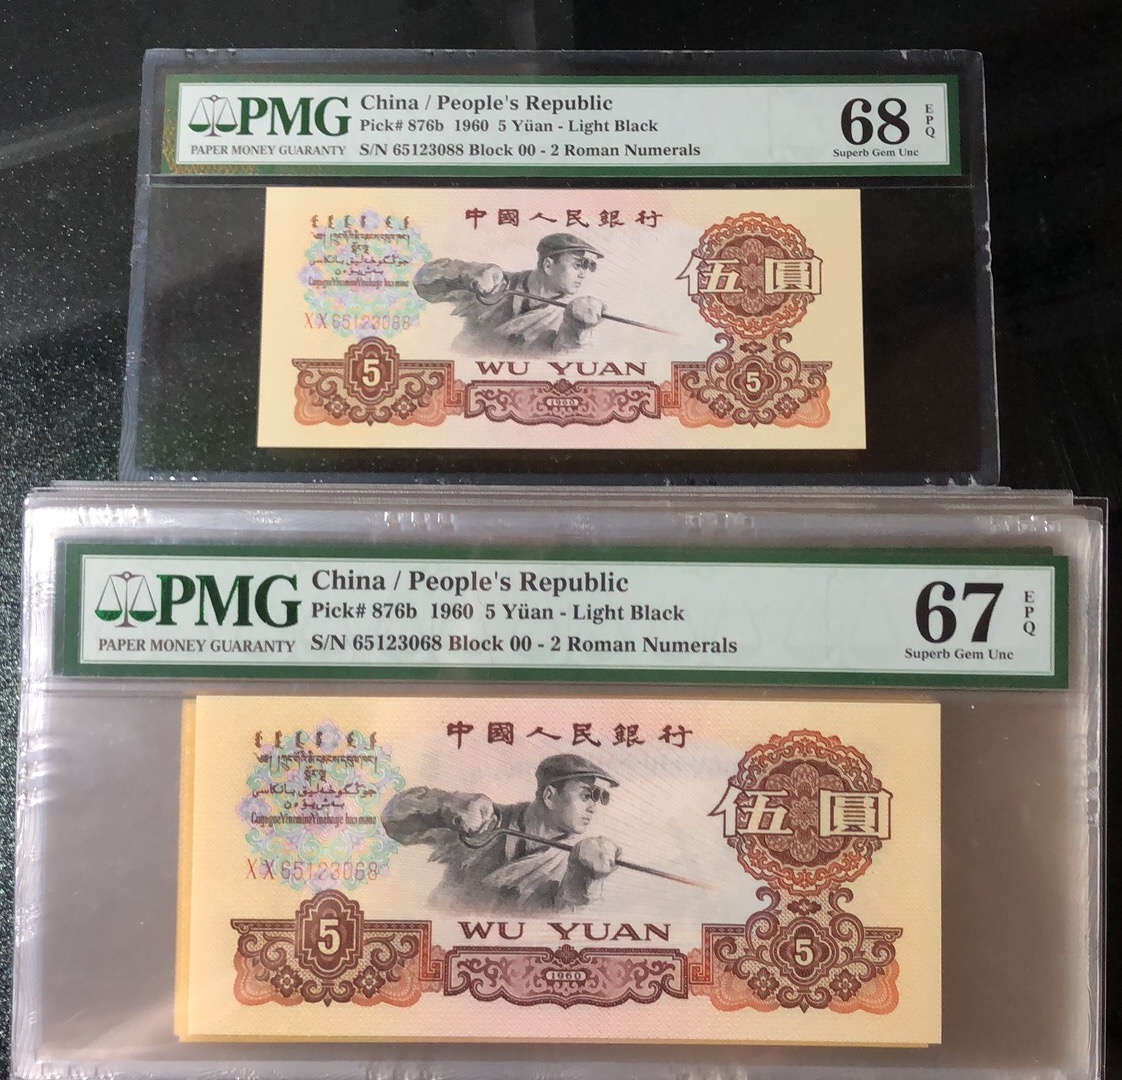 PMG
PAPER MONEY GUARANTY
China / People's Republic
Pick# 876b 1960 5 Yüan - Light Black
S/N 65123088 Block 00 - 2 Roman Numerals
68
EPQ
Superb Gem Unc
中國人民銀行
XX 65123088
伍圓
WU YUAN
5
1960
5
PMG
PAPER MONEY GUARANTY
China / People's Republic
Pick# 876b 1960 5 Yüan - Light Black
S/N 65123068 Block 00 - 2 Roman Numerals
67
EPQ
Superb Gem Unc
中國人民銀行
XX 65123068
伍圓
WU YUAN
5
1960
5